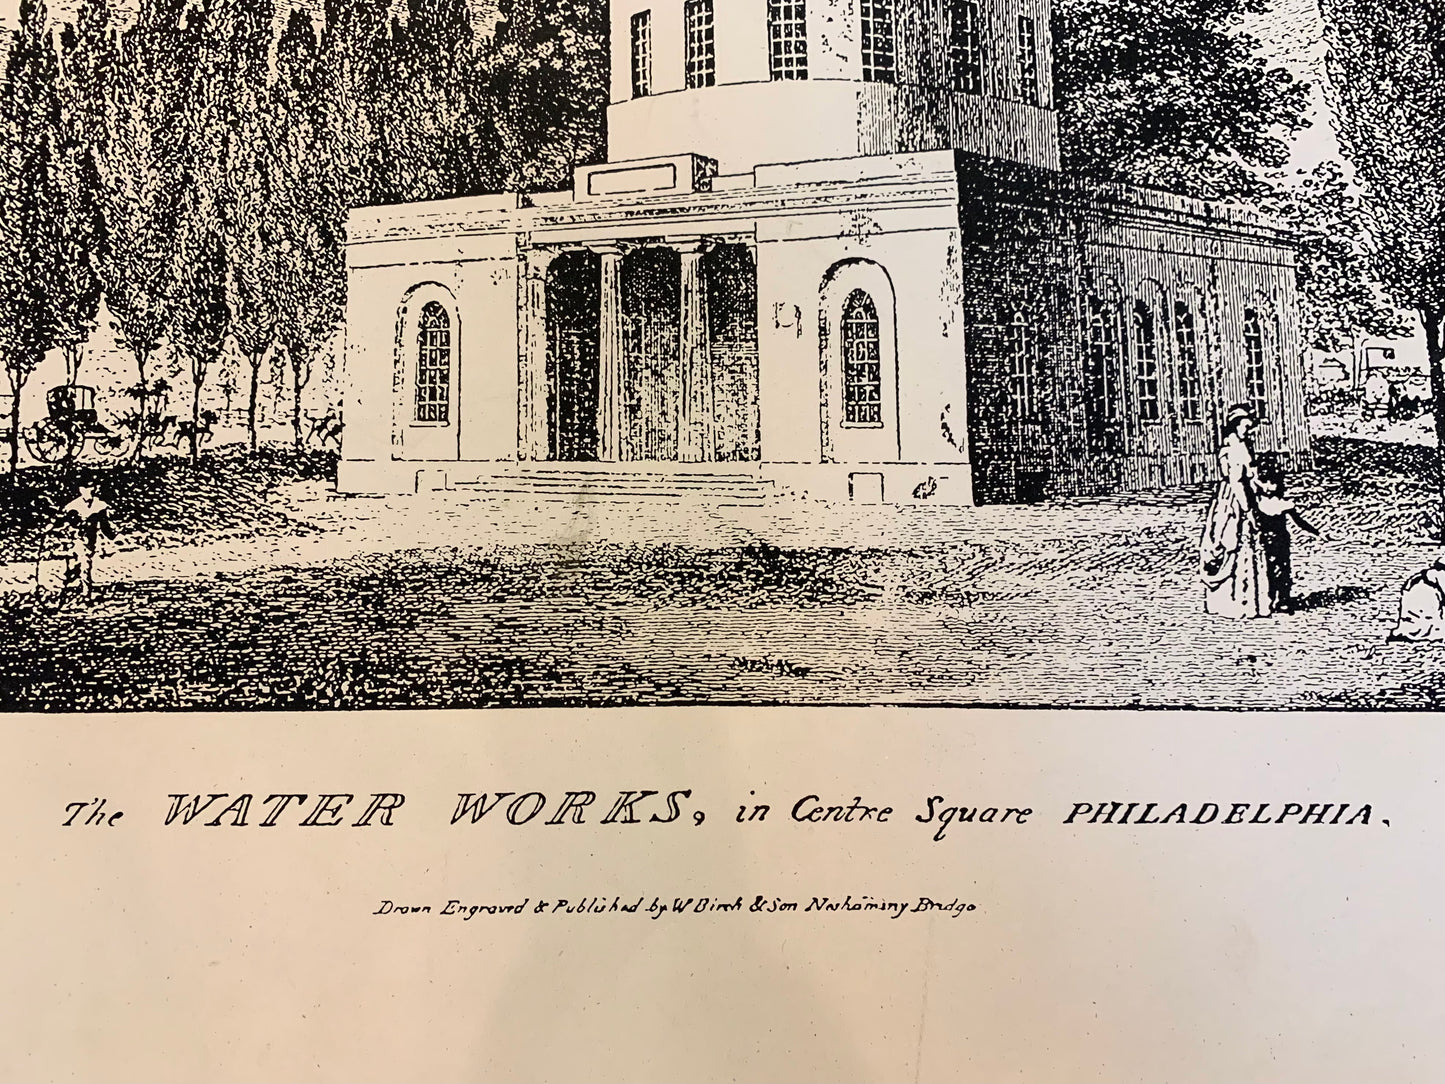 The WATER WORKS, in Centre Square PHILADELPHIA.
Drawn Engraved & Published by W Birch & Son Neshaminy Bridge